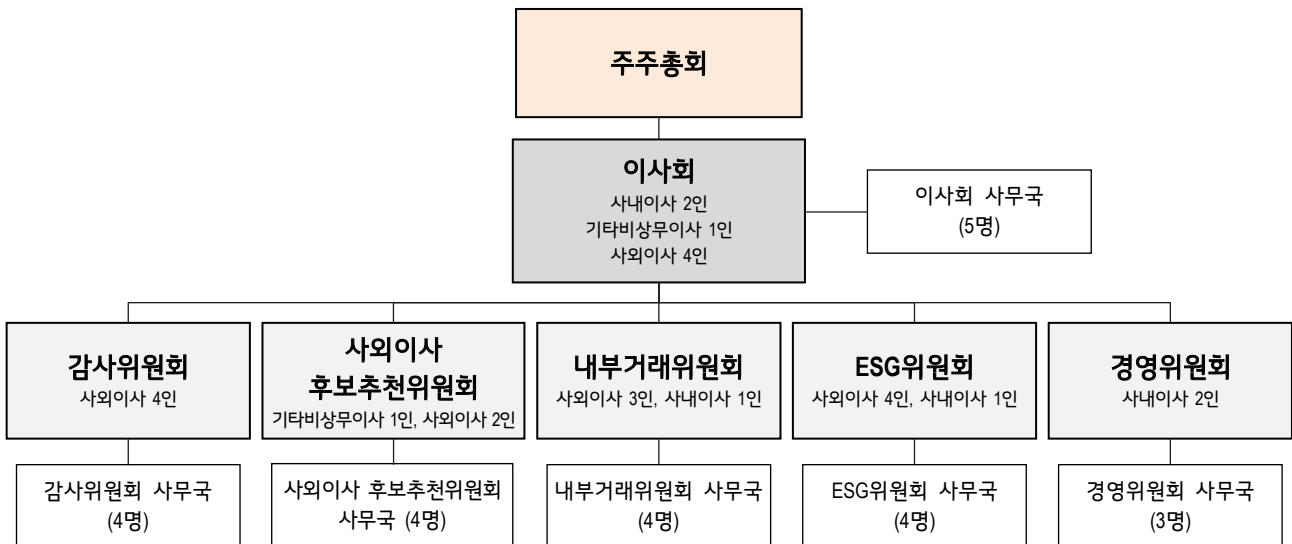 주주총회
이사회
사내이사 2인
기타비상무이사 1인
사외이사 4인
이사회 사무국
(5명)
감사위원회
사외이사 4인
사외이사
후보추천위원회
기타비상무이사 1인, 사외이사 2인
내부거래위원회
사외이사 3인, 사내이사 1인
ESG위원회
사외이사 4인, 사내이사 1인
경영위원회
사내이사 2인
감사위원회 사무국
(4명)
사외이사 후보추천위원회
사무국 (4명)
내부거래위원회 사무국
(4명)
ESG위원회 사무국
(4명)
경영위원회 사무국
(3명)